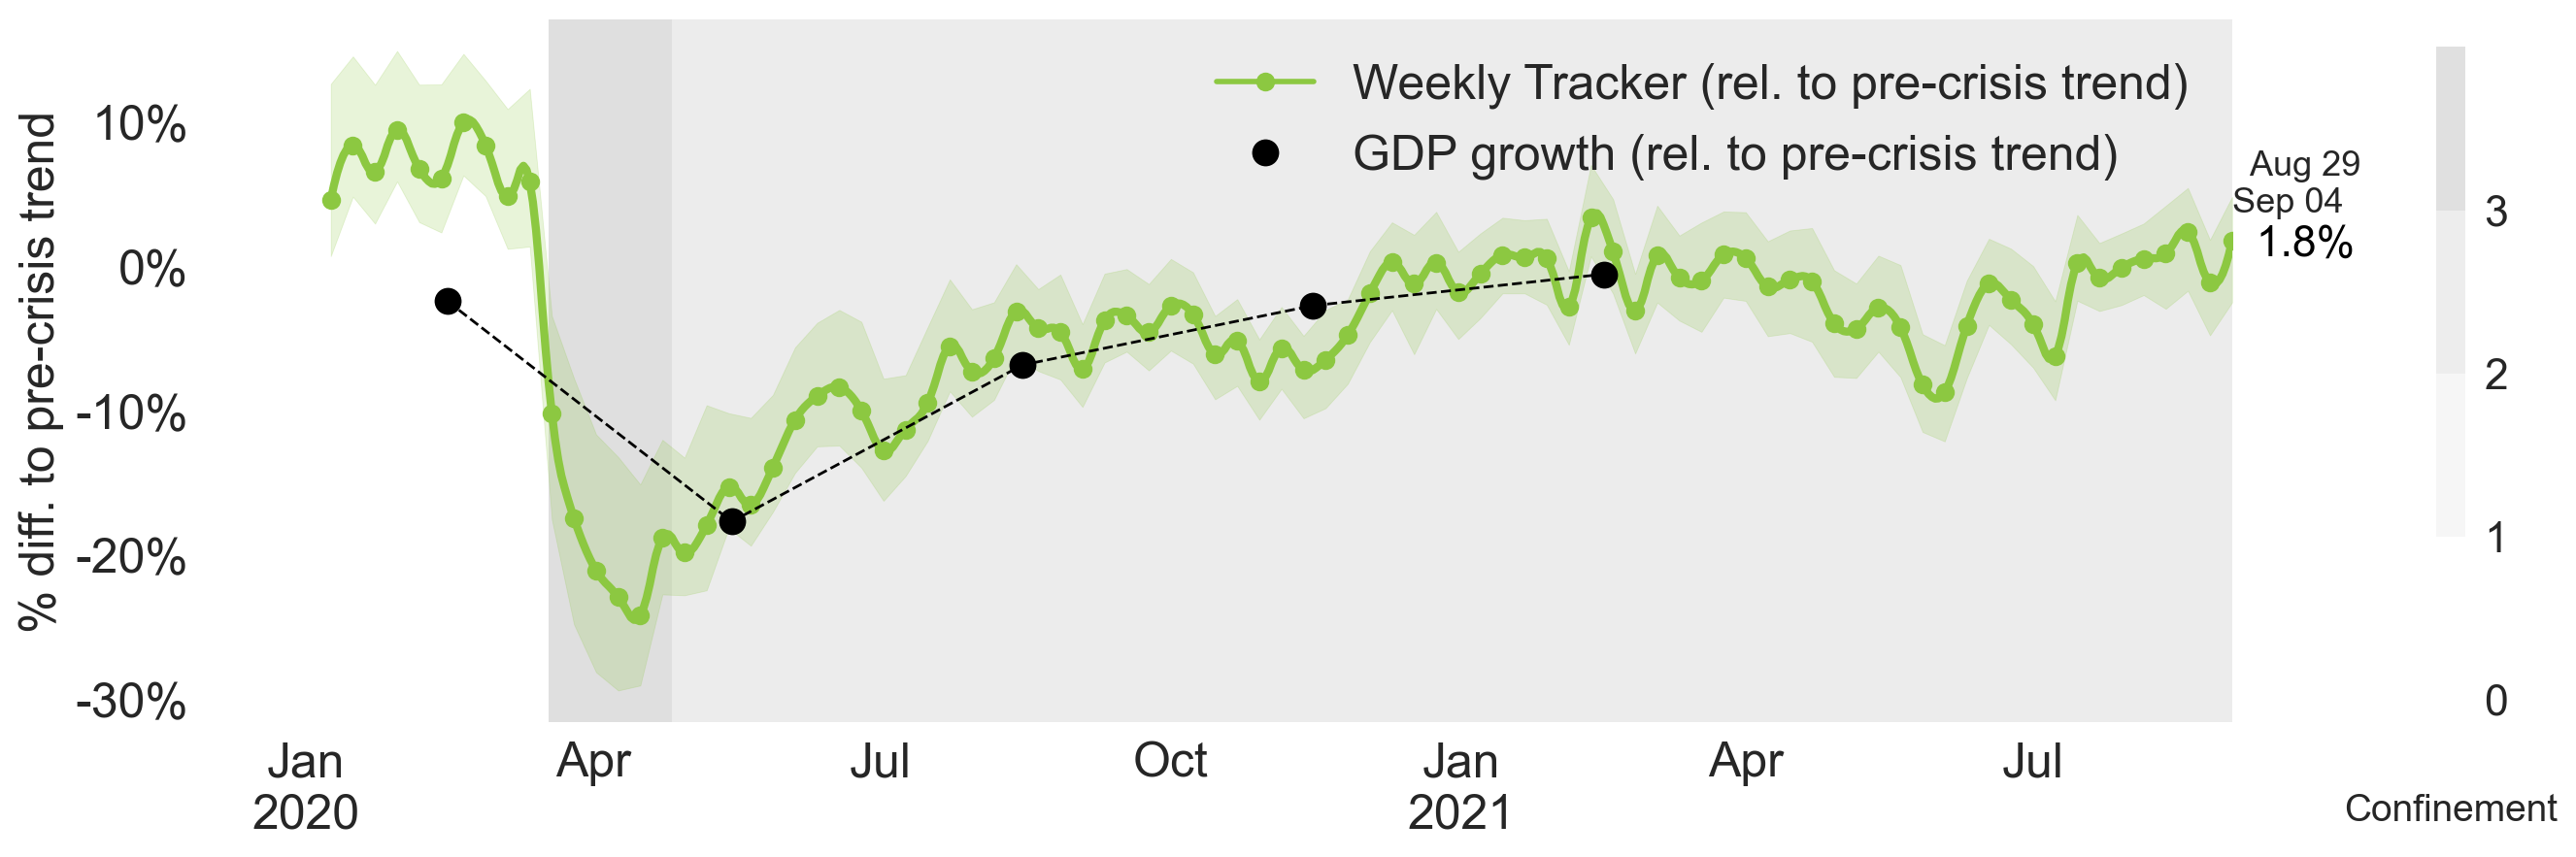 % diff. to pre-crisis trend
10%
0%
-10%
-20%
-30%
Weekly Tracker (rel. to pre-crisis trend)
GDP growth (rel. to pre-crisis trend)
Aug 29
Sep 04
1.8%
3
2
1
0
Jan Apr Jul Oct Jan Apr Jul
2020 2021
Confinement